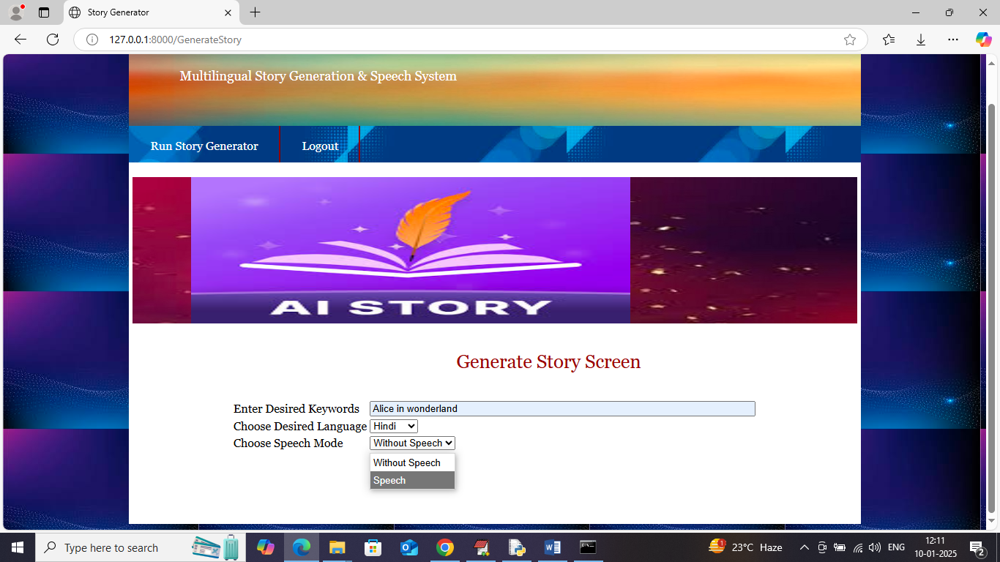 Story Generator
127.0.0.1:8000/GenerateStory
Multilingual Story Generation & Speech System
Run Story Generator Logout
AI STORY
Generate Story Screen
Enter Desired Keywords Alice in wonderland
Choose Desired Language Hindi
Choose Speech Mode Without Speech
Without Speech
Speech
Type here to search
1
23°C Haze
ENG
12:11
10-01-2025
2